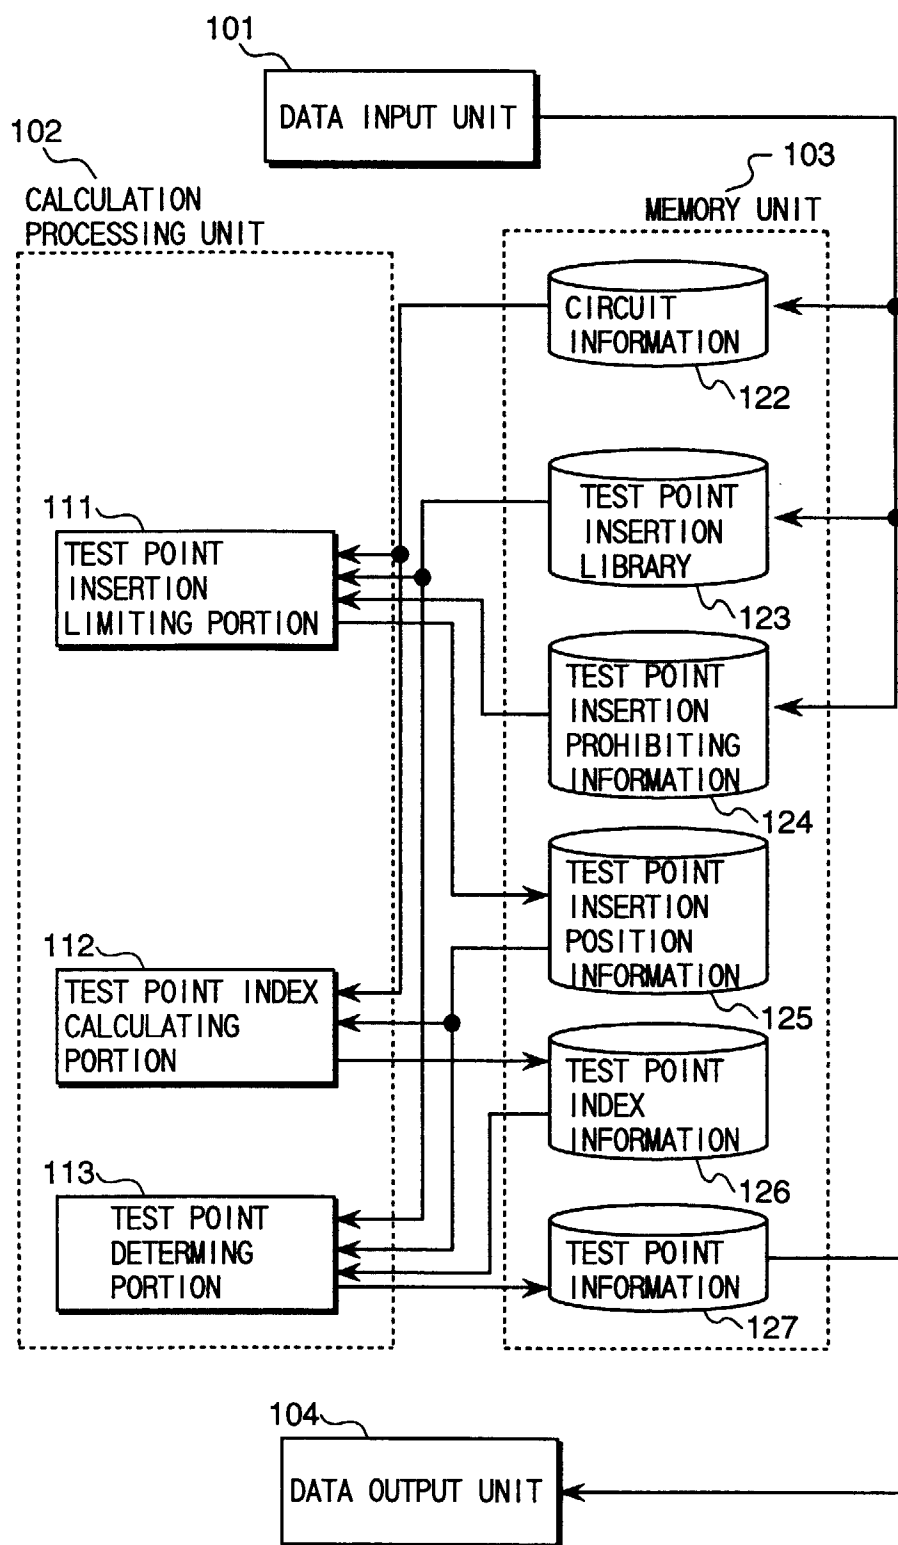 101
DATA INPUT UNIT
102
CALCULATION
PROCESSING UNIT
103
MEMORY UNIT
CIRCUIT
INFORMATION
122
TEST POINT
INSERTION
LIBRARY
123
111
TEST POINT
INSERTION
LIMITING PORTION
TEST POINT
INSERTION
PROHIBITING
INFORMATION
124
TEST POINT
INSERTION
POSITION
INFORMATION
125
112
TEST POINT INDEX
CALCULATING
PORTION
TEST POINT
INDEX
INFORMATION
126
113
TEST POINT
DETERMING
PORTION
TEST POINT
INFORMATION
127
104
DATA OUTPUT UNIT